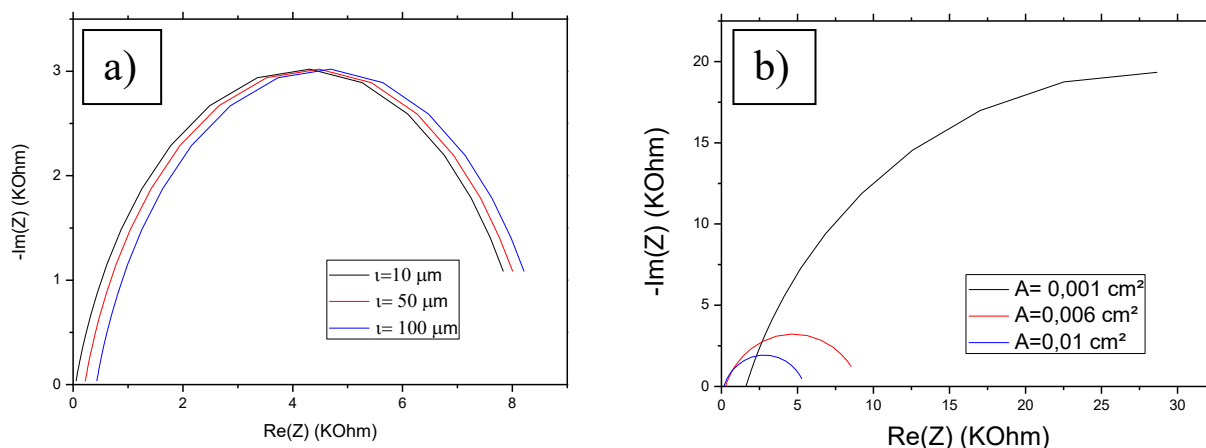 a)
-Im(Z) (KOhm)
3
2
1
0
0
2
4
6
8
Re(Z) (KOhm)
ι=10 μm
ι= 50 μm
ι= 100 μm
b)
-Im(Z) (KOhm)
20
15
10
5
0
0
5
10
15
20
25
30
Re(Z) (KOhm)
A= 0,001 cm²
A=0,006 cm²
A=0,01 cm²